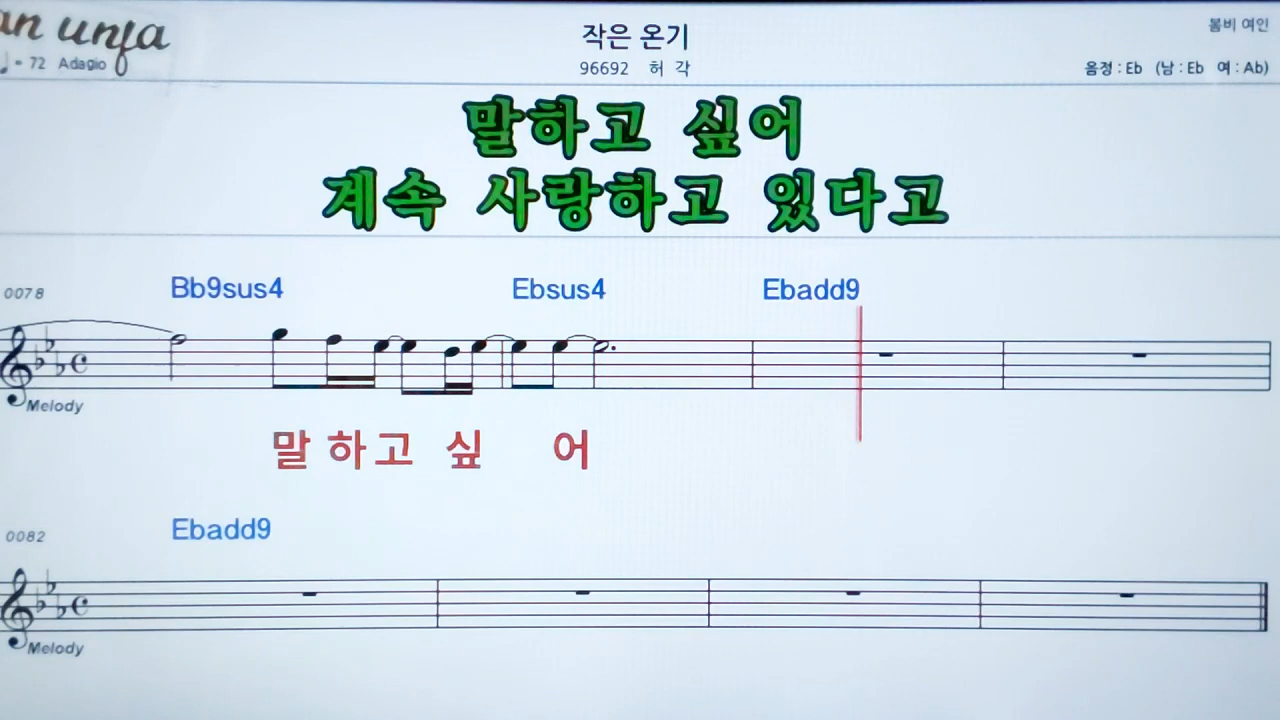 an unfa
♩= 72 Adagio
작은 온기
96692 허 각
봄비 여인
음정 : Eb (남 : Eb 여 : Ab)
말하고 싶어
계속 사랑하고 있다고
0078
Bb9sus4 Ebsus4 Ebadd9
Melody
말 하고 싶 어
0082
Ebadd9
Melody